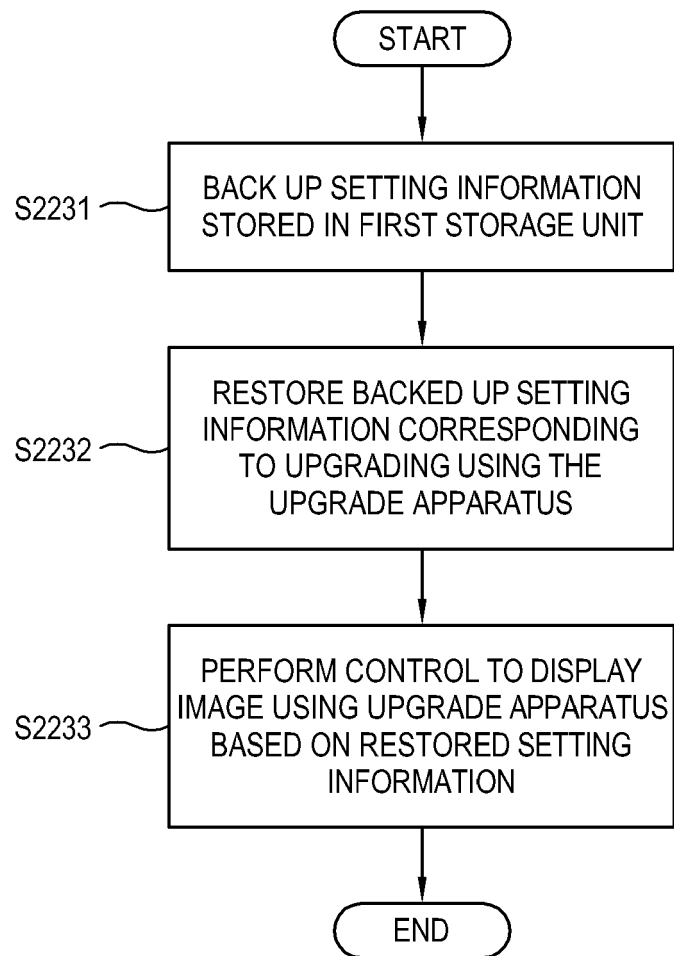 START
S2231
BACK UP SETTING INFORMATION
STORED IN FIRST STORAGE UNIT
S2232
RESTORE BACKED UP SETTING
INFORMATION CORRESPONDING
TO UPGRADING USING THE
UPGRADE APPARATUS
S2233
PERFORM CONTROL TO DISPLAY
IMAGE USING UPGRADE APPARATUS
BASED ON RESTORED SETTING
INFORMATION
END